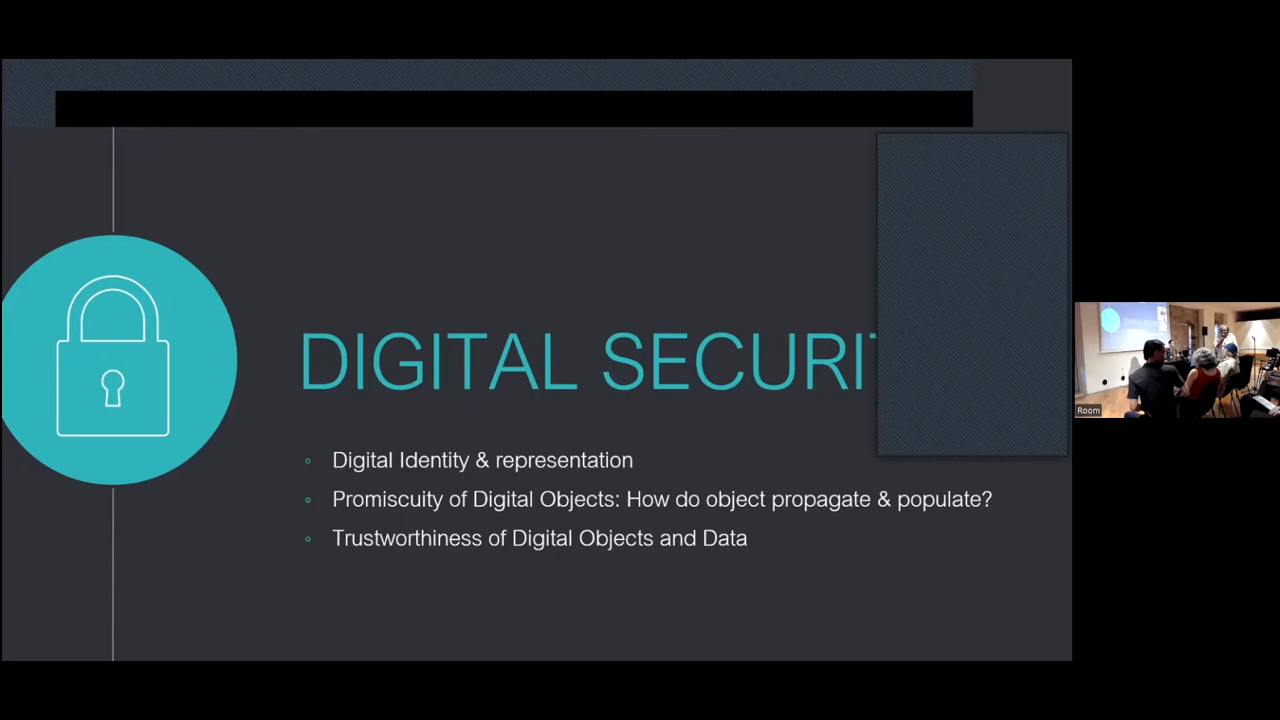 DIGITAL SECURIT
Digital Identity & representation
Promiscuity of Digital Objects: How do object propagate & populate?
Trustworthiness of Digital Objects and Data
Room